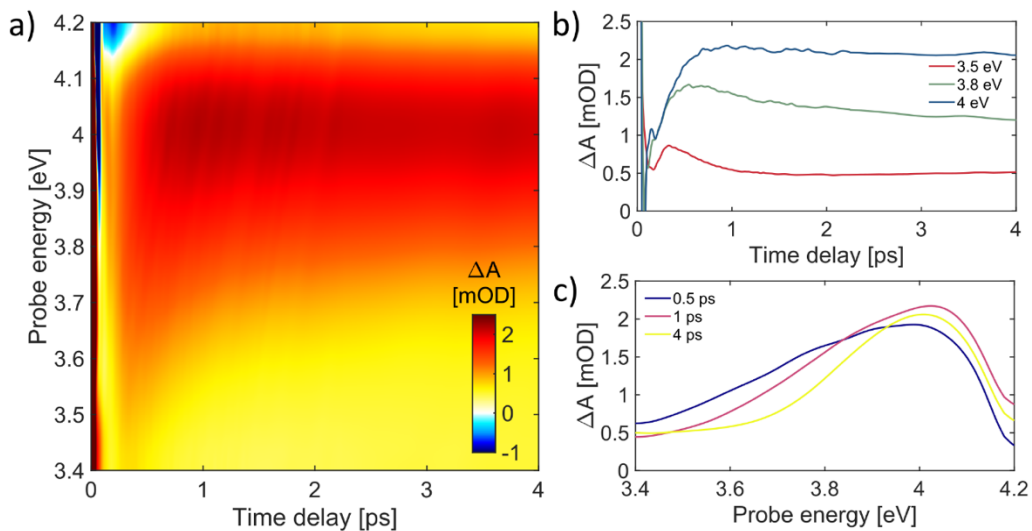 a)
4.2
4.1
4
3.9
3.8
3.7
3.6
3.5
3.4
Probe energy [eV]
0 1 2 3 4
Time delay [ps]
ΔA
[mOD]
2
1
0
-1
b)
2.5
2
1.5
1
0.5
0
ΔA [mOD]
3.5 eV
3.8 eV
4 eV
0 1 2 3 4
Time delay [ps]
c)
2.5
2
1.5
1
0.5
0
ΔA [mOD]
0.5 ps
1 ps
4 ps
3.4 3.6 3.8 4 4.2
Probe energy [eV]